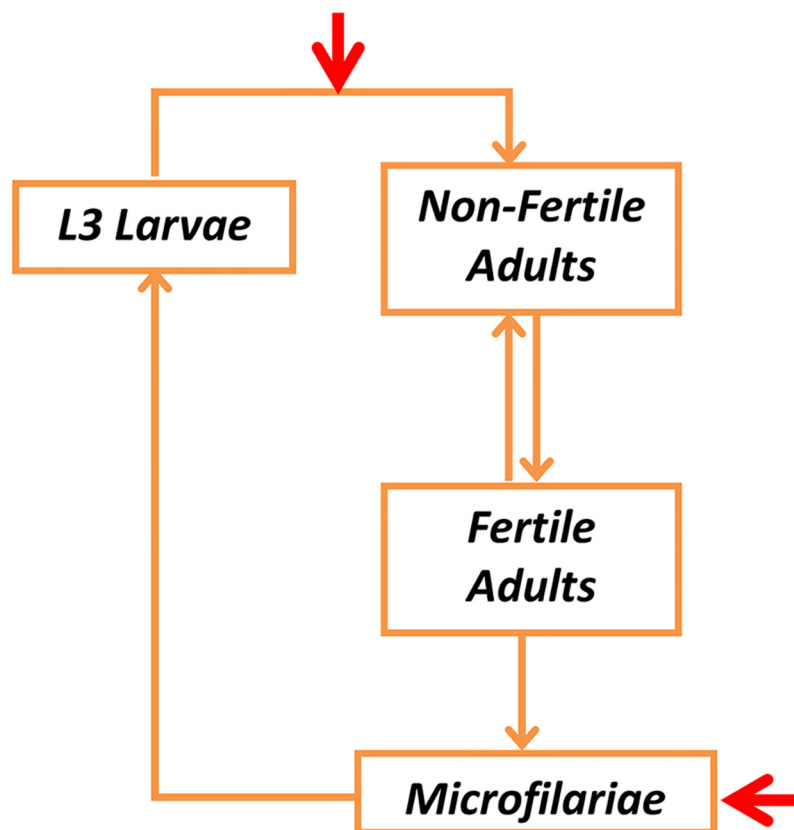 L3 Larvae
Non-Fertile
Adults
Fertile
Adults
Microfilariae